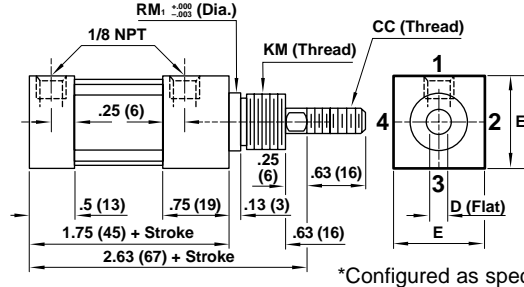 RM₁ +.000 -.003 (Dia.)
1/8 NPT
KM (Thread)
CC (Thread)
.25 (6)
1
4
2
3
E
.25
(6)
.63 (16)
D (Flat)
.5 (13)
.75 (19)
.13 (3)
.63 (16)
E
1.75 (45) + Stroke
2.63 (67) + Stroke
*Configured as spec